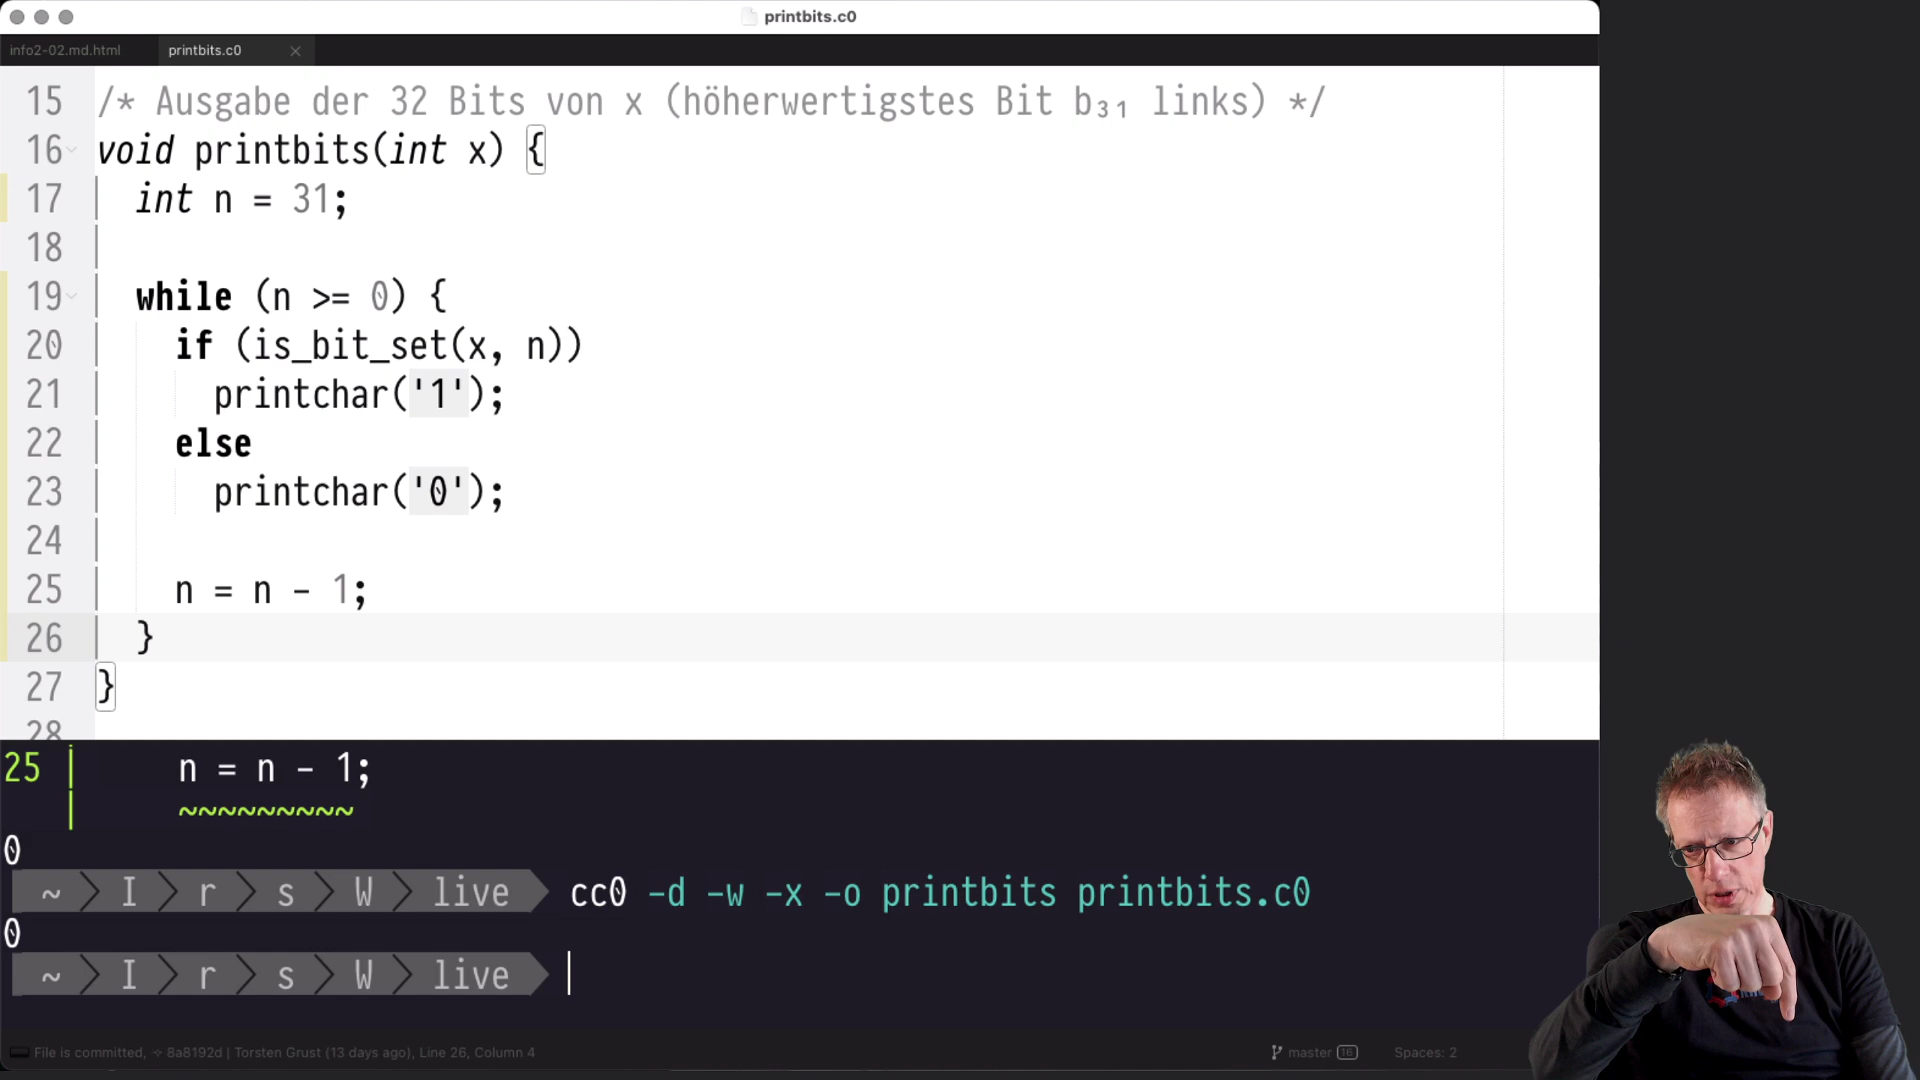 printbits.c0
info2-02.md.html
printbits.c0
15 /* Ausgabe der 32 Bits von x (höherwertigstes Bit b₃₁ links) */
16 void printbits(int x) {
17 int n = 31;
18
19 while (n >= 0) {
20 if (is_bit_set(x, n))
21 printchar('1');
22 else
23 printchar('0');
24
25 n = n - 1;
26 }
27 }
28
25 | n = n - 1;
| ~~~~~~~~~
0
~ I r s W live cc0 -d -w -x -o printbits printbits.c0
0
~ I r s W live
File is committed, 8a8192d | Torsten Grust (13 days ago), Line 26, Column 4
master 16
Spaces: 2